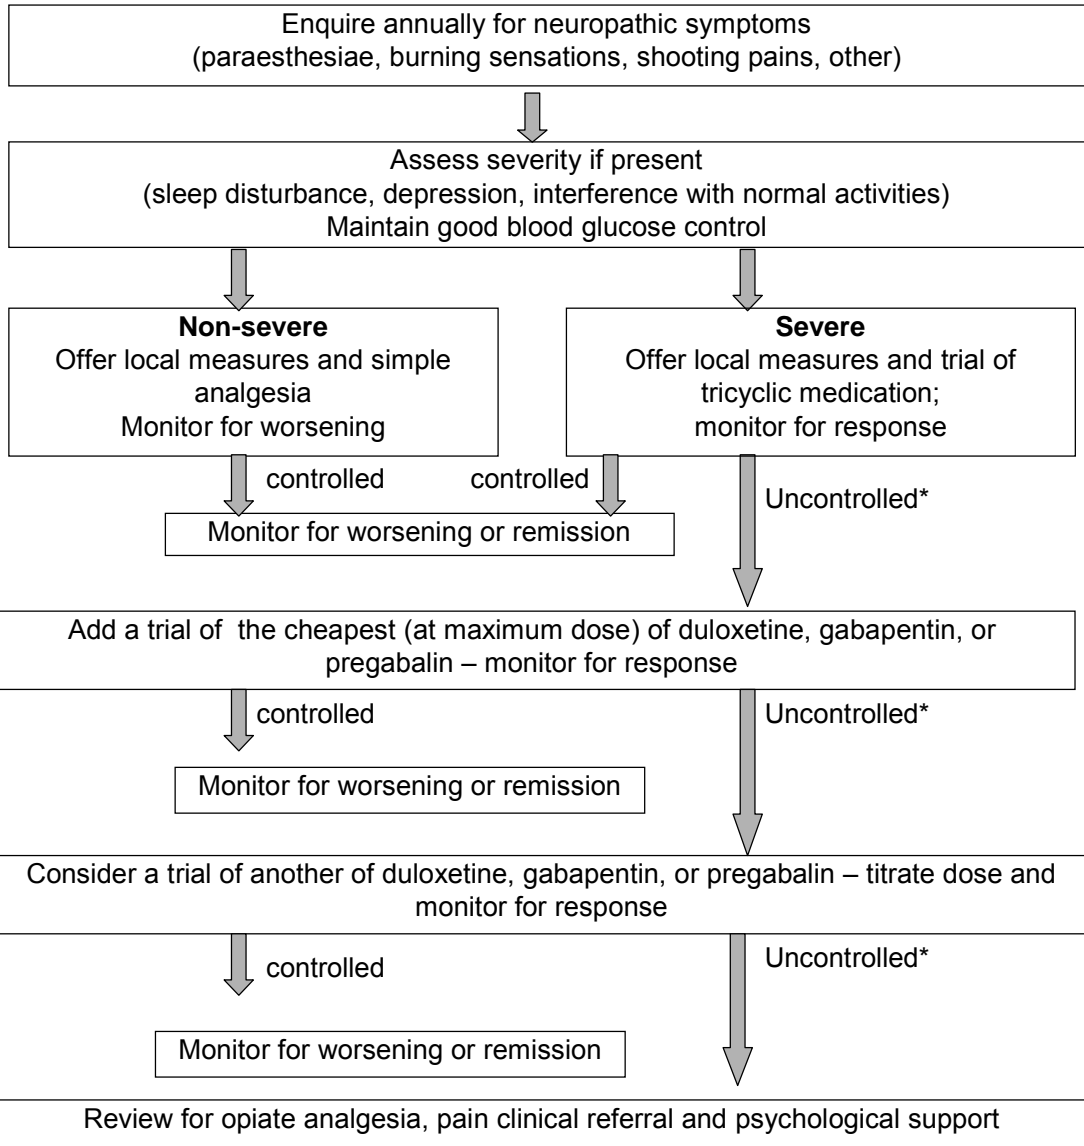 Enquire annually for neuropathic symptoms
(paraesthesiae, burning sensations, shooting pains, other)
Assess severity if present
(sleep disturbance, depression, interference with normal activities)
Maintain good blood glucose control
Non-severe
Offer local measures and simple
analgesia
Monitor for worsening
Severe
Offer local measures and trial of
tricyclic medication;
monitor for response
controlled
controlled
Uncontrolled*
Monitor for worsening or remission
Add a trial of the cheapest (at maximum dose) of duloxetine, gabapentin, or
pregabalin – monitor for response
controlled
Uncontrolled*
Monitor for worsening or remission
Consider a trial of another of duloxetine, gabapentin, or pregabalin – titrate dose and
monitor for response
controlled
Uncontrolled*
Monitor for worsening or remission
Review for opiate analgesia, pain clinical referral and psychological support